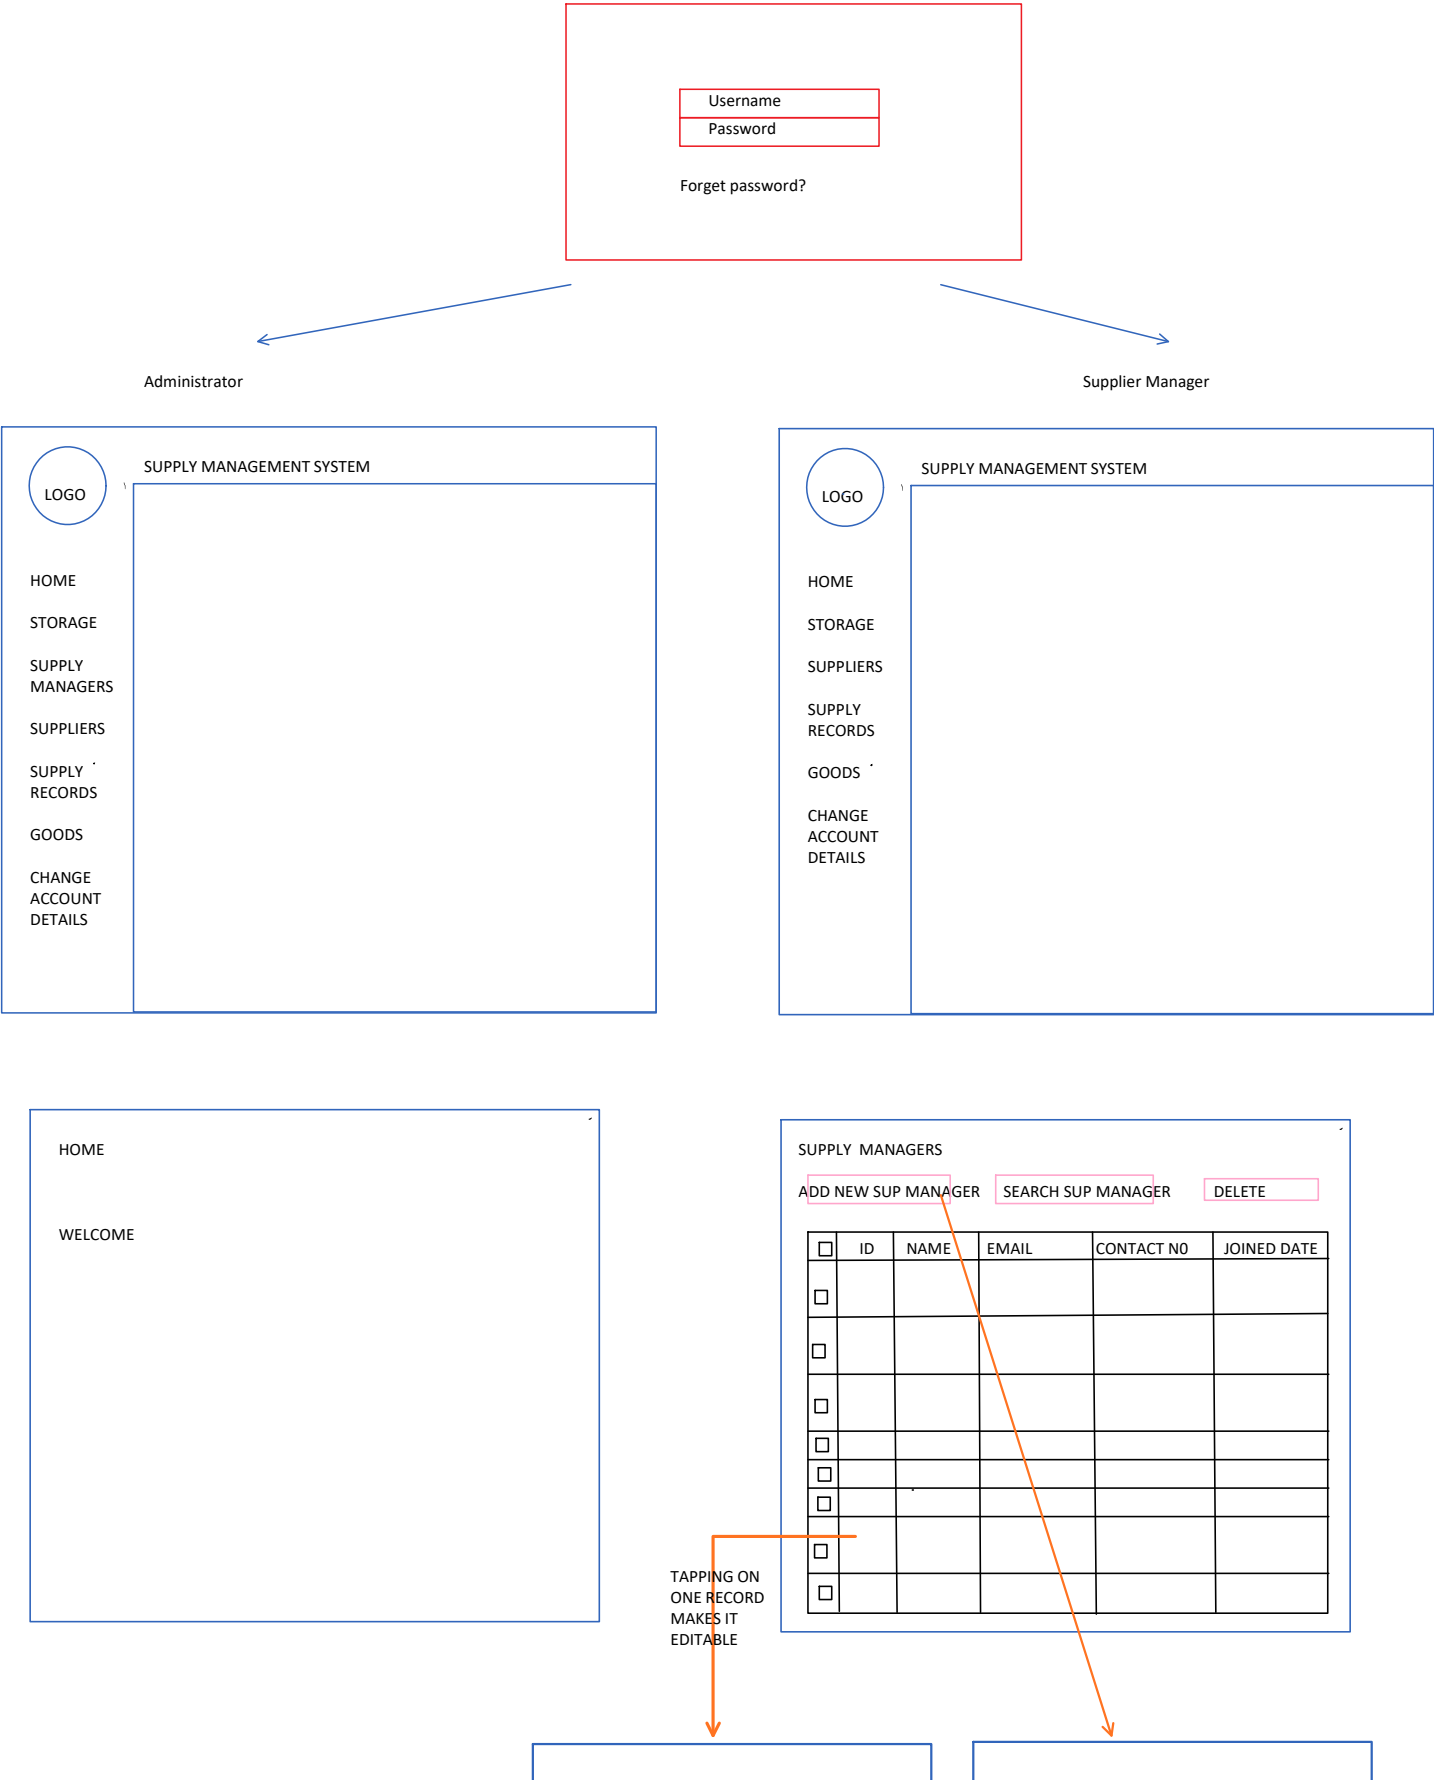 Username
Password
Forget password?
Administrator
Supplier Manager
LOGO
SUPPLY MANAGEMENT SYSTEM
HOME
STORAGE
SUPPLY
MANAGERS
SUPPLIERS
SUPPLY
RECORDS
GOODS
CHANGE
ACCOUNT
DETAILS
LOGO
SUPPLY MANAGEMENT SYSTEM
HOME
STORAGE
SUPPLIERS
SUPPLY
RECORDS
GOODS
CHANGE
ACCOUNT
DETAILS
HOME
WELCOME
SUPPLY MANAGERS
ADD NEW SUP MANAGER SEARCH SUP MANAGER DELETE
ID NAME EMAIL CONTACT N0 JOINED DATE
TAPPING ON
ONE RECORD
MAKES IT
EDITABLE